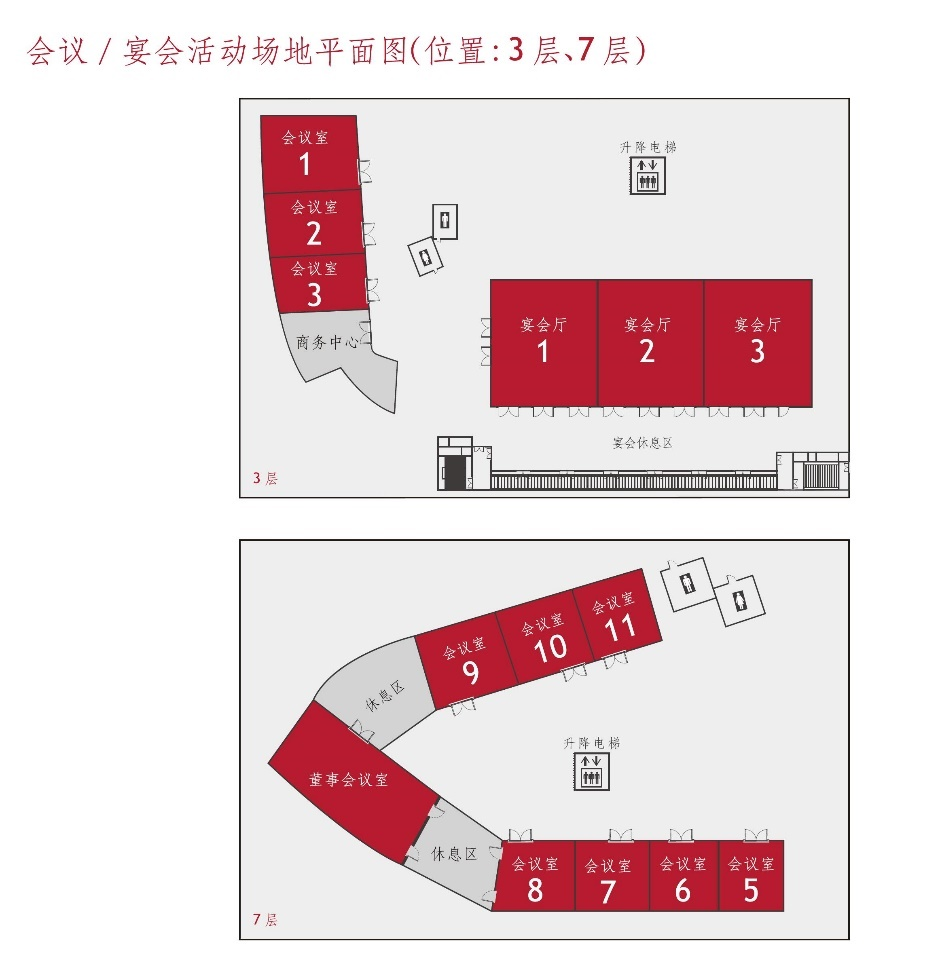 会议 / 宴会活动场地平面图(位置: 3 层、7 层)
会议室
1
升降电梯
会议室
2
会议室
3
商务中心
宴会厅
1
宴会厅
2
宴会厅
3
宴会休息区
3 层
会议室
9
会议室
10
会议室
11
休息区
升降电梯
董事会议室
休息区
会议室
8
会议室
7
会议室
6
会议室
5
7 层